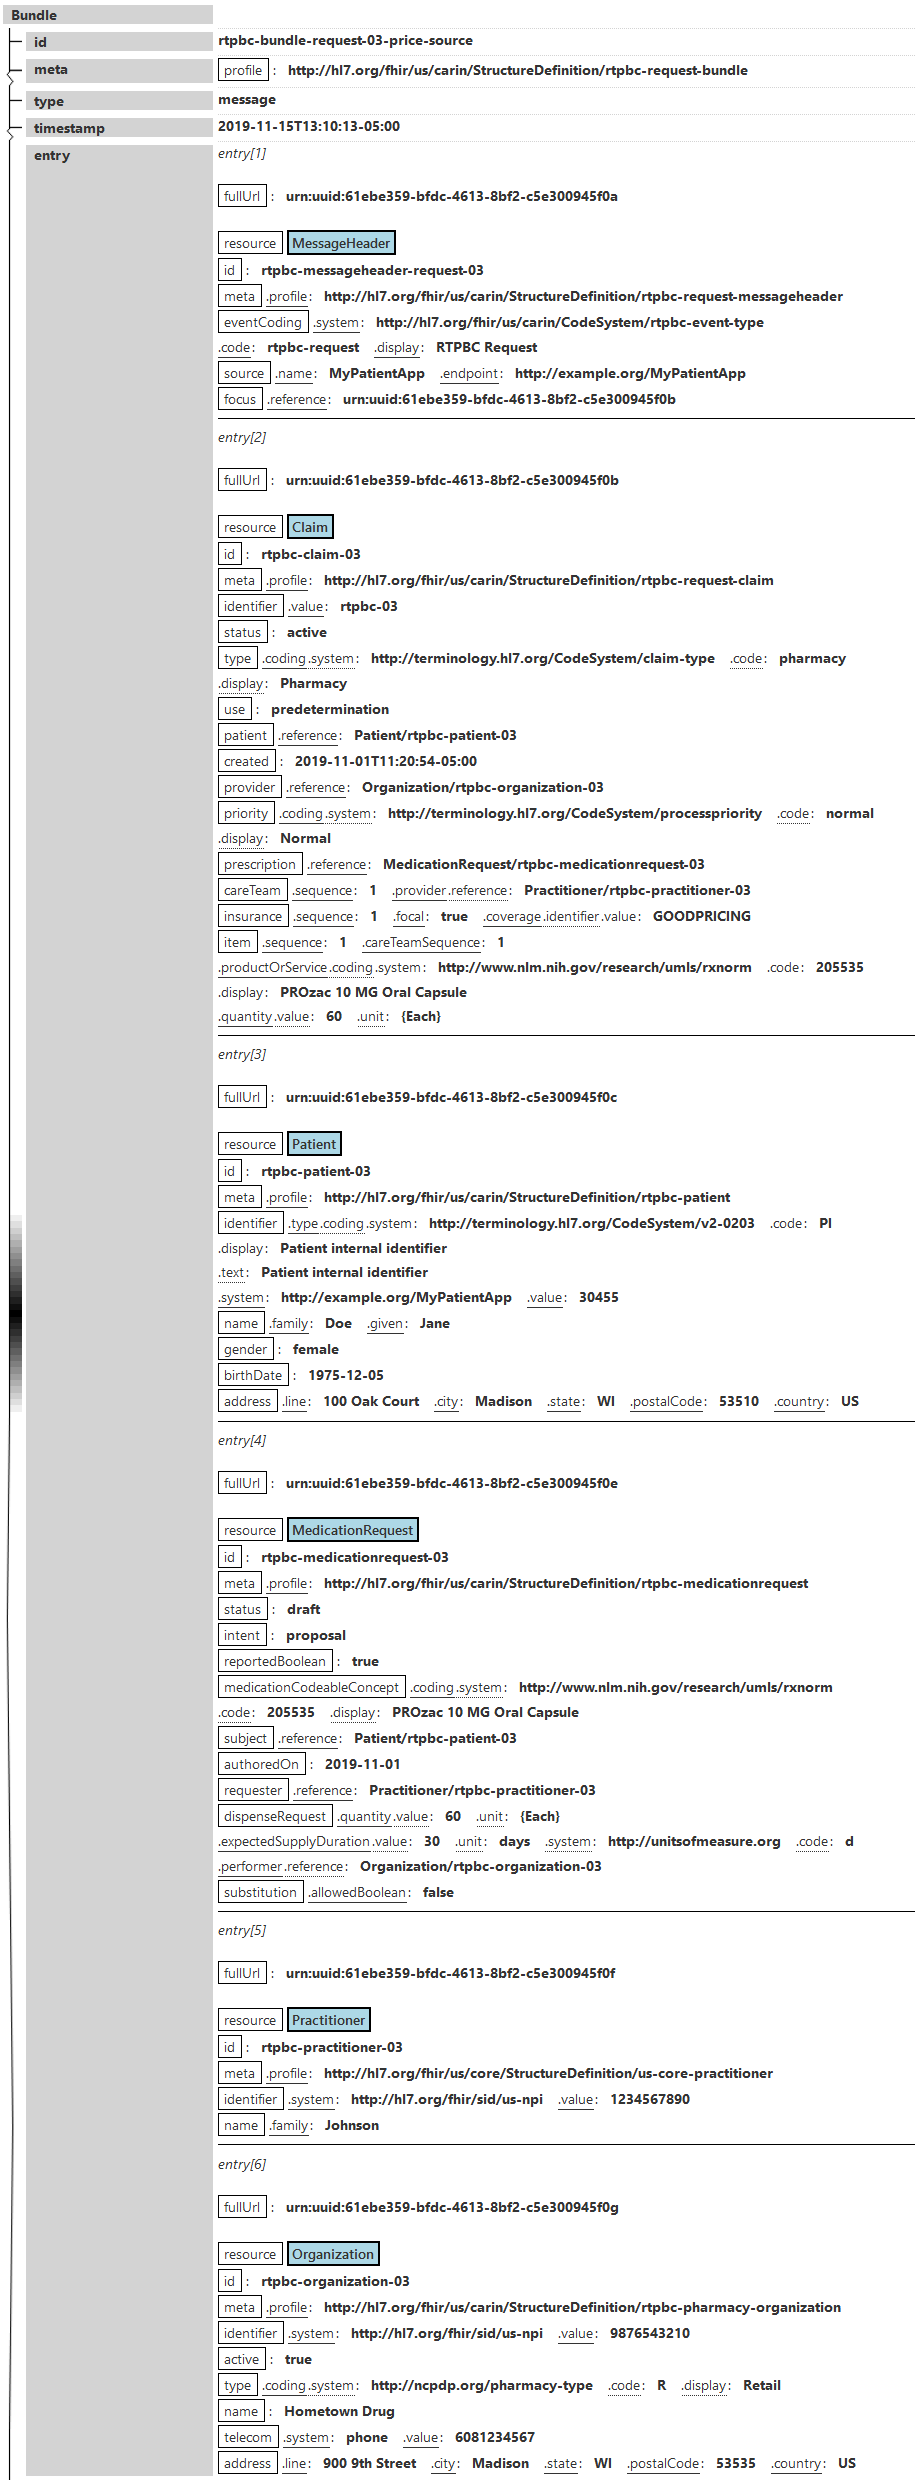 Bundle
id rtpbc-bundle-request-03-price-source
meta profile : http://hl7.org/fhir/us/carin/StructureDefinition/rtpbc-request-bundle
type message
timestamp 2019-11-15T13:10:13-05:00
entry entry[1]
fullUrl : urn:uuid:61ebe359-bfdc-4613-8bf2-c5e300945f0a
resource MessageHeader
id : rtpbc-messageheader-request-03
meta .profile: http://hl7.org/fhir/us/carin/StructureDefinition/rtpbc-request-messageheader
eventCoding .system: http://hl7.org/fhir/us/carin/CodeSystem/rtpbc-event-type
.code: rtpbc-request .display: RTPBC Request
source .name: MyPatientApp .endpoint: http://example.org/MyPatientApp
focus .reference: urn:uuid:61ebe359-bfdc-4613-8bf2-c5e300945f0b
entry[2]
fullUrl : urn:uuid:61ebe359-bfdc-4613-8bf2-c5e300945f0b
resource Claim
id : rtpbc-claim-03
meta .profile: http://hl7.org/fhir/us/carin/StructureDefinition/rtpbc-request-claim
identifier .value: rtpbc-03
status : active
type .coding.system: http://terminology.hl7.org/CodeSystem/claim-type .code: pharmacy
.display: Pharmacy
use : predetermination
patient .reference: Patient/rtpbc-patient-03
created : 2019-11-01T11:20:54-05:00
provider .reference: Organization/rtpbc-organization-03
priority .coding.system: http://terminology.hl7.org/CodeSystem/processpriority .code: normal
.display: Normal
prescription .reference: MedicationRequest/rtpbc-medicationrequest-03
careTeam .sequence: 1 .provider.reference: Practitioner/rtpbc-practitioner-03
insurance .sequence: 1 .focal: true .coverage.identifier.value: GOODPRICING
item .sequence: 1 .careTeamSequence: 1
.productOrService.coding.system: http://www.nlm.nih.gov/research/umls/rxnorm .code: 205535
.display: PROzac 10 MG Oral Capsule
.quantity.value: 60 .unit: {Each}
entry[3]
fullUrl : urn:uuid:61ebe359-bfdc-4613-8bf2-c5e300945f0c
resource Patient
id : rtpbc-patient-03
meta .profile: http://hl7.org/fhir/us/carin/StructureDefinition/rtpbc-patient
identifier .type.coding.system: http://terminology.hl7.org/CodeSystem/v2-0203 .code: PI
.display: Patient internal identifier
.text: Patient internal identifier
.system: http://example.org/MyPatientApp .value: 30455
name .family: Doe .given: Jane
gender : female
birthDate : 1975-12-05
address .line: 100 Oak Court .city: Madison .state: WI .postalCode: 53510 .country: US
entry[4]
fullUrl : urn:uuid:61ebe359-bfdc-4613-8bf2-c5e300945f0e
resource MedicationRequest
id : rtpbc-medicationrequest-03
meta .profile: http://hl7.org/fhir/us/carin/StructureDefinition/rtpbc-medicationrequest
status : draft
intent : proposal
reportedBoolean : true
medicationCodeableConcept .coding.system: http://www.nlm.nih.gov/research/umls/rxnorm
.code: 205535 .display: PROzac 10 MG Oral Capsule
subject .reference: Patient/rtpbc-patient-03
authoredOn : 2019-11-01
requester .reference: Practitioner/rtpbc-practitioner-03
dispenseRequest .quantity.value: 60 .unit: {Each}
.expectedSupplyDuration.value: 30 .unit: days .system: http://unitsofmeasure.org .code: d
.performer.reference: Organization/rtpbc-organization-03
substitution .allowedBoolean: false
entry[5]
fullUrl : urn:uuid:61ebe359-bfdc-4613-8bf2-c5e300945f0f
resource Practitioner
id : rtpbc-practitioner-03
meta .profile: http://hl7.org/fhir/us/core/StructureDefinition/us-core-practitioner
identifier .system: http://hl7.org/fhir/sid/us-npi .value: 1234567890
name .family: Johnson
entry[6]
fullUrl : urn:uuid:61ebe359-bfdc-4613-8bf2-c5e300945f0g
resource Organization
id : rtpbc-organization-03
meta .profile: http://hl7.org/fhir/us/carin/StructureDefinition/rtpbc-pharmacy-organization
identifier .system: http://hl7.org/fhir/sid/us-npi .value: 9876543210
active : true
type .coding.system: http://ncpdp.org/pharmacy-type .code: R .display: Retail
name : Hometown Drug
telecom .system: phone .value: 6081234567
address .line: 900 9th Street .city: Madison .state: WI .postalCode: 53535 .country: US